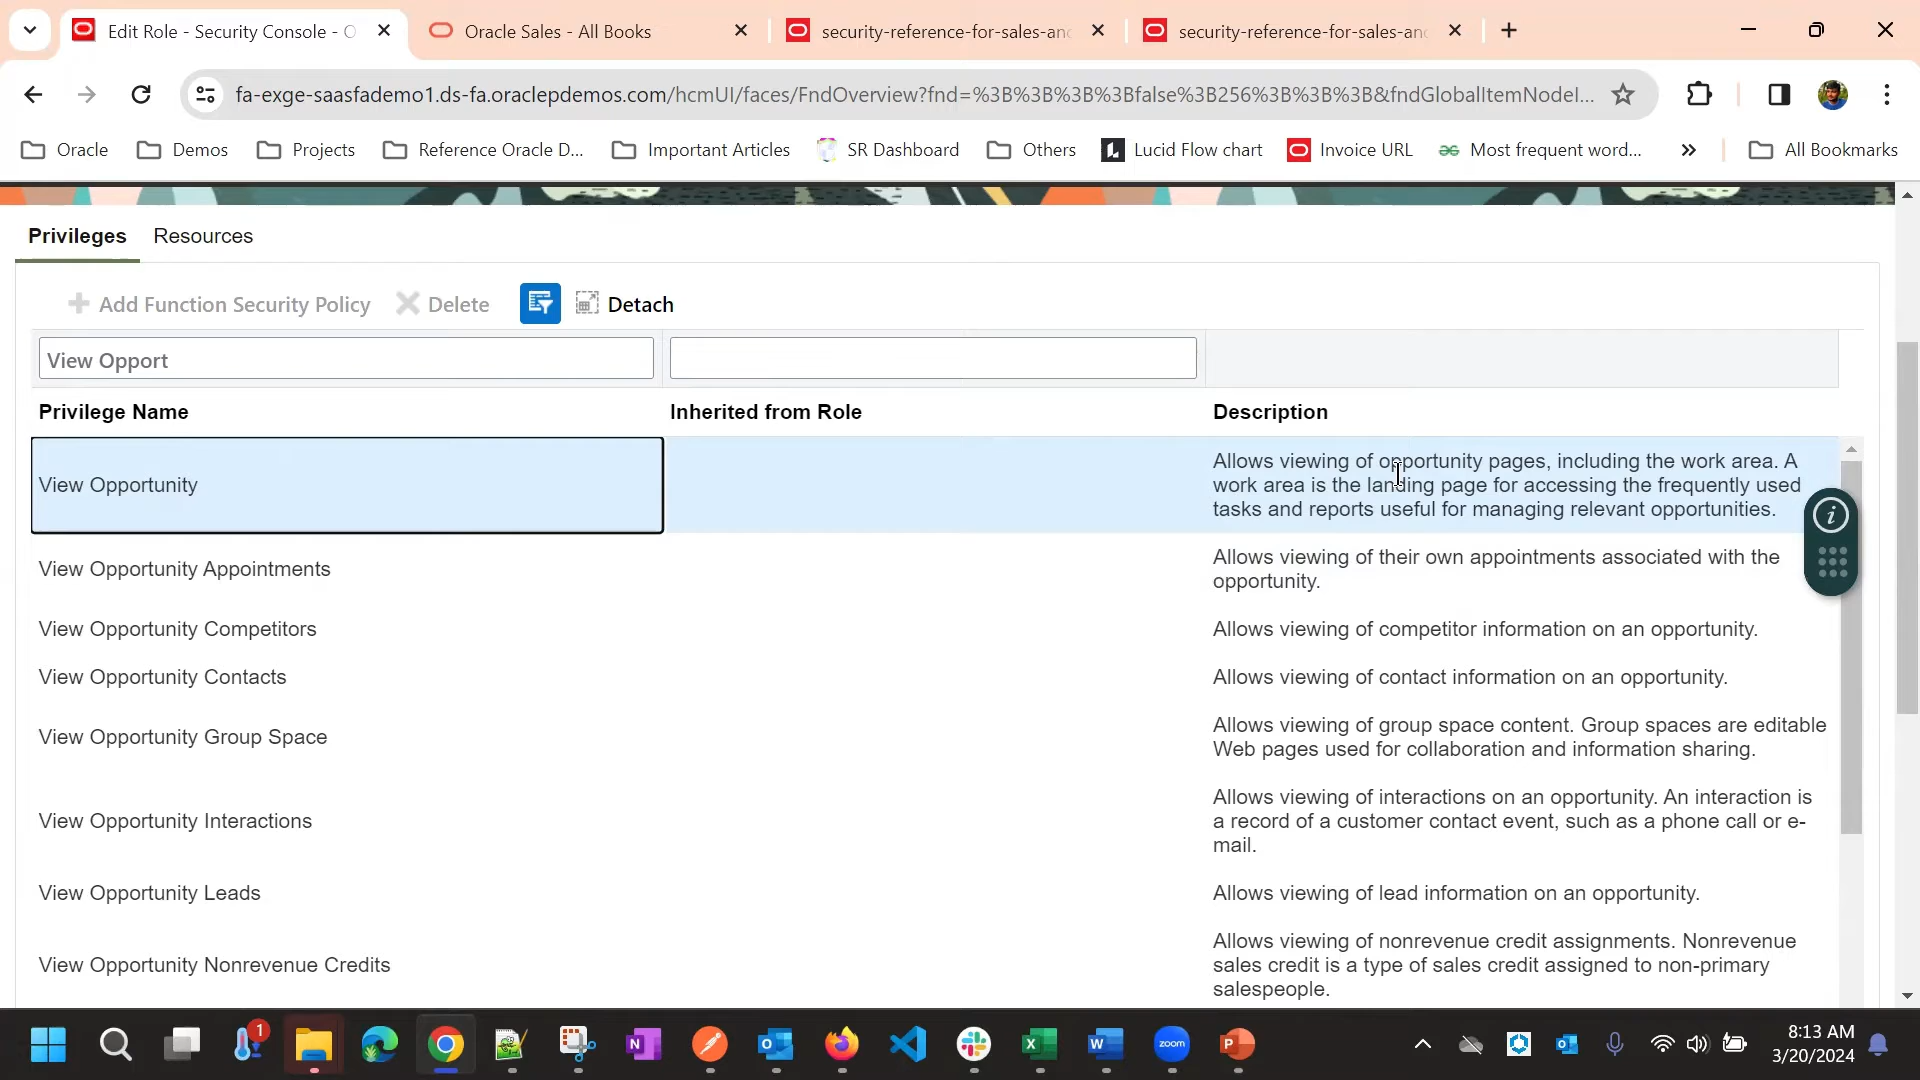 Edit Role - Security Console - O
Oracle Sales - All Books
security-reference-for-sales-and
security-reference-for-sales-and
fa-exge-saasfademo1.ds-fa.oraclepdemos.com/hcmUI/faces/FndOverview?fnd=%3B%3B%3B%3Bfalse%3B256%3B%3B%3B&fndGlobalItemNodeI...
Oracle
Demos
Projects
Reference Oracle D...
Important Articles
SR Dashboard
Others
Lucid Flow chart
Invoice URL
Most frequent word...
All Bookmarks
Privileges
Resources
Add Function Security Policy
Delete
Detach
View Opport
Privilege Name
Inherited from Role
Description
View Opportunity
Allows viewing of opportunity pages, including the work area. A
work area is the landing page for accessing the frequently used
tasks and reports useful for managing relevant opportunities.
View Opportunity Appointments
Allows viewing of their own appointments associated with the
opportunity.
View Opportunity Competitors
Allows viewing of competitor information on an opportunity.
View Opportunity Contacts
Allows viewing of contact information on an opportunity.
View Opportunity Group Space
Allows viewing of group space content. Group spaces are editable
Web pages used for collaboration and information sharing.
View Opportunity Interactions
Allows viewing of interactions on an opportunity. An interaction is
a record of a customer contact event, such as a phone call or e-
mail.
View Opportunity Leads
Allows viewing of lead information on an opportunity.
View Opportunity Nonrevenue Credits
Allows viewing of nonrevenue credit assignments. Nonrevenue
sales credit is a type of sales credit assigned to non-primary
salespeople.
1
zoom
8:13 AM
3/20/2024